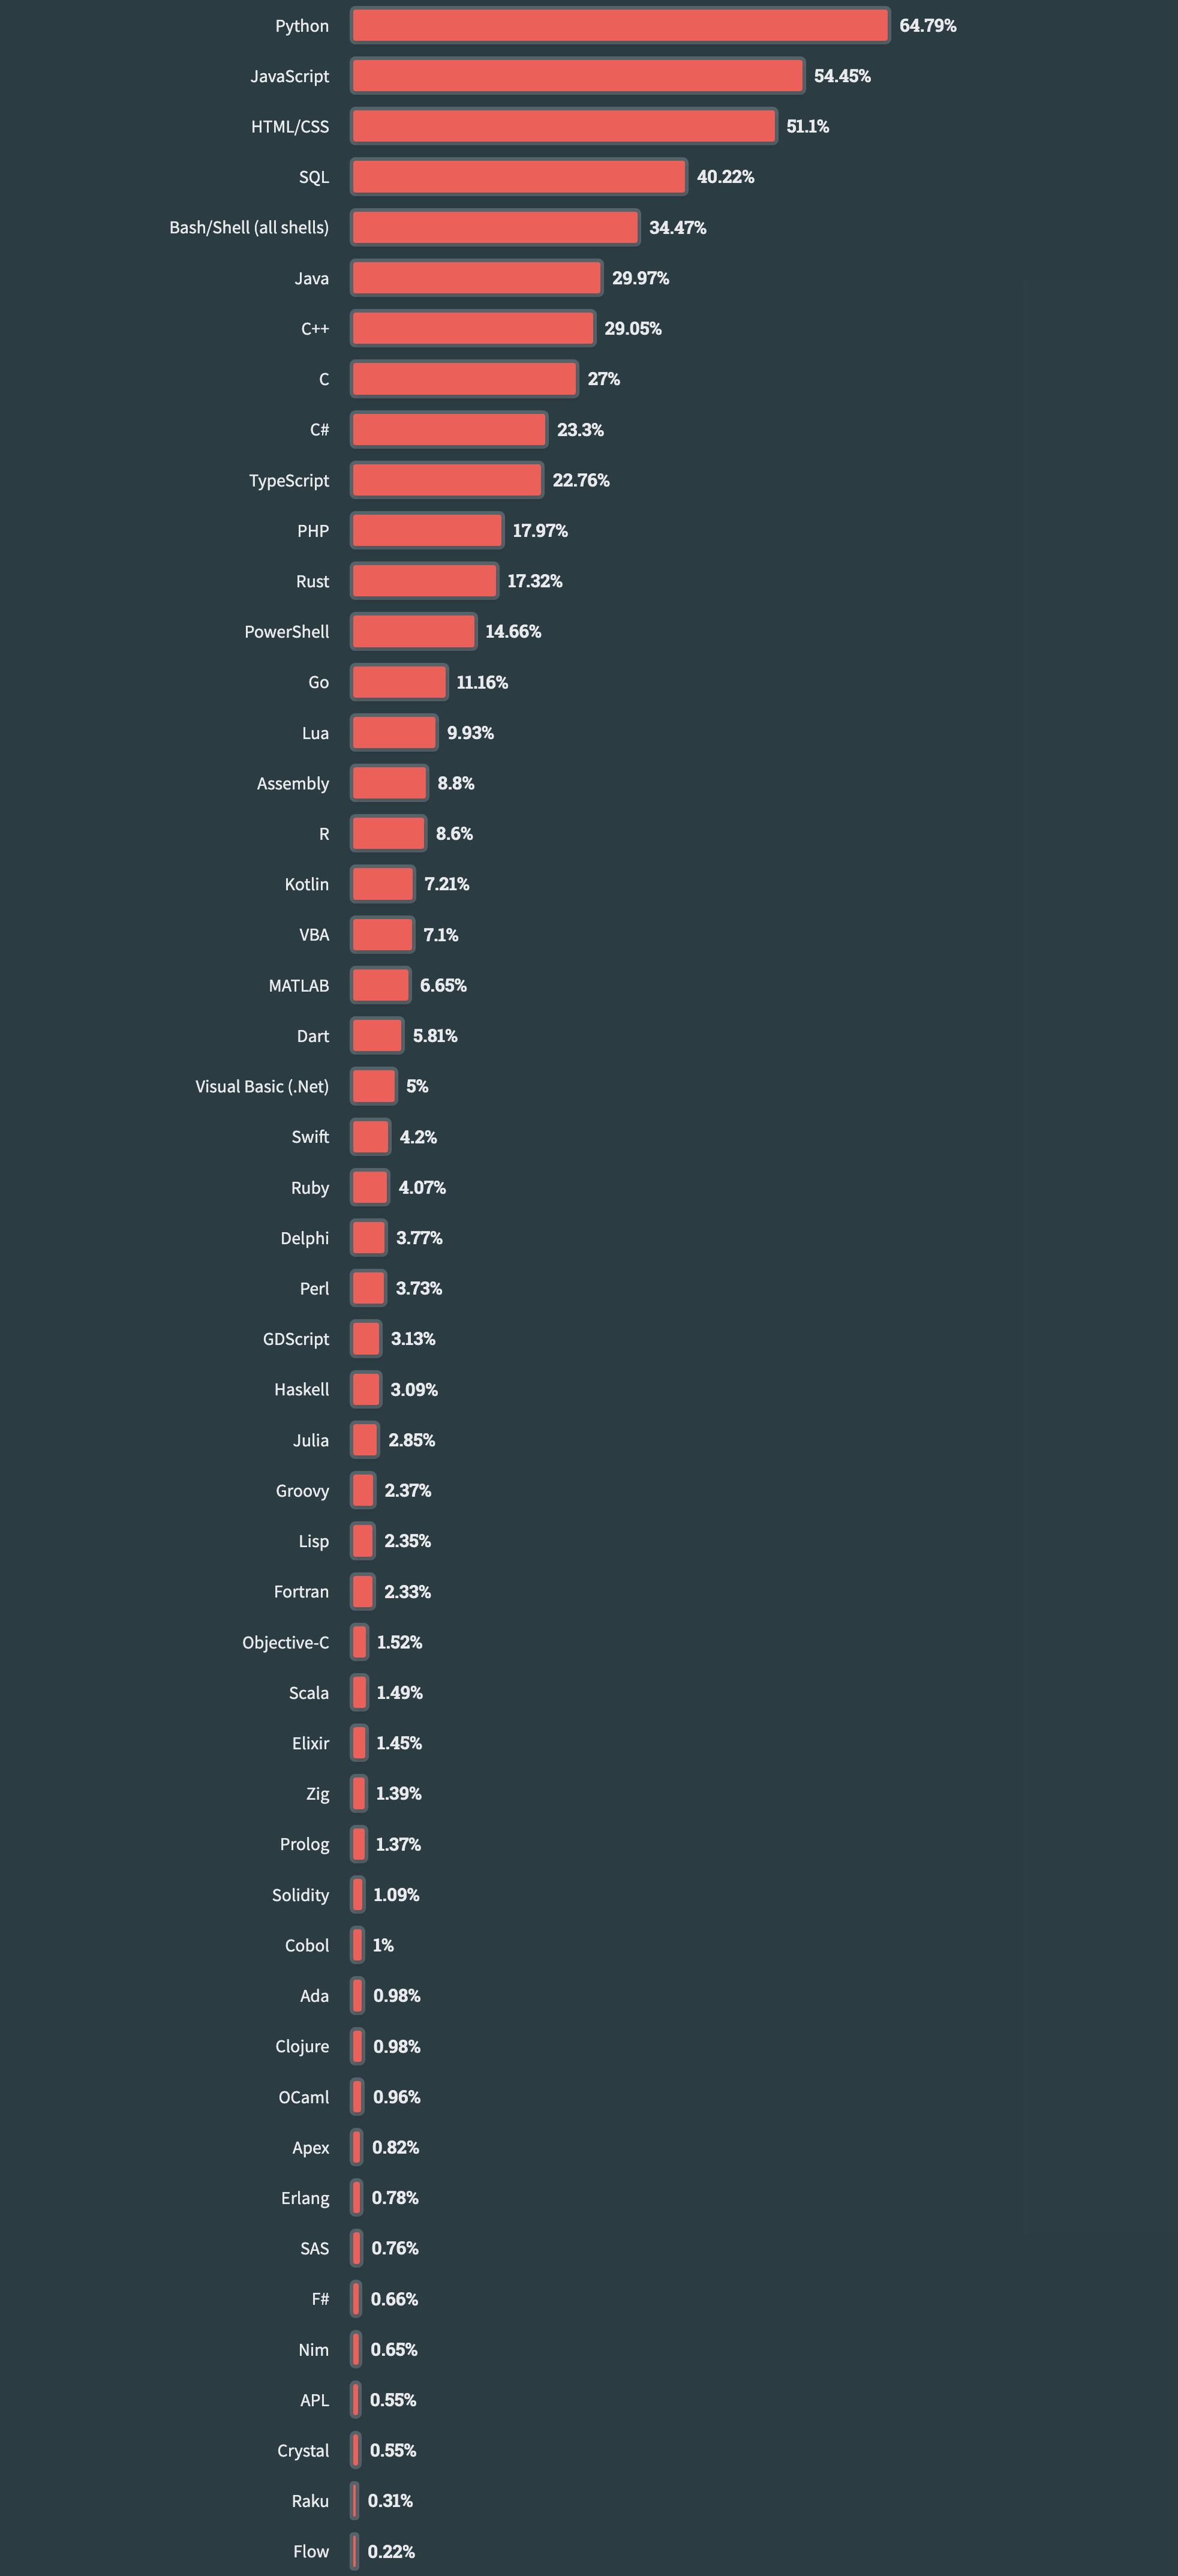 Python 64.79%
JavaScript 54.45%
HTML/CSS 51.1%
SQL 40.22%
Bash/Shell (all shells) 34.47%
Java 29.97%
C++ 29.05%
C 27%
C# 23.3%
TypeScript 22.76%
PHP 17.97%
Rust 17.32%
PowerShell 14.66%
Go 11.16%
Lua 9.93%
Assembly 8.8%
R 8.6%
Kotlin 7.21%
VBA 7.1%
MATLAB 6.65%
Dart 5.81%
Visual Basic (.Net) 5%
Swift 4.2%
Ruby 4.07%
Delphi 3.77%
Perl 3.73%
GDScript 3.13%
Haskell 3.09%
Julia 2.85%
Groovy 2.37%
Lisp 2.35%
Fortran 2.33%
Objective-C 1.52%
Scala 1.49%
Elixir 1.45%
Zig 1.39%
Prolog 1.37%
Solidity 1.09%
Cobol 1%
Ada 0.98%
Clojure 0.98%
OCaml 0.96%
Apex 0.82%
Erlang 0.78%
SAS 0.76%
F# 0.66%
Nim 0.65%
APL 0.55%
Crystal 0.55%
Raku 0.31%
Flow 0.22%